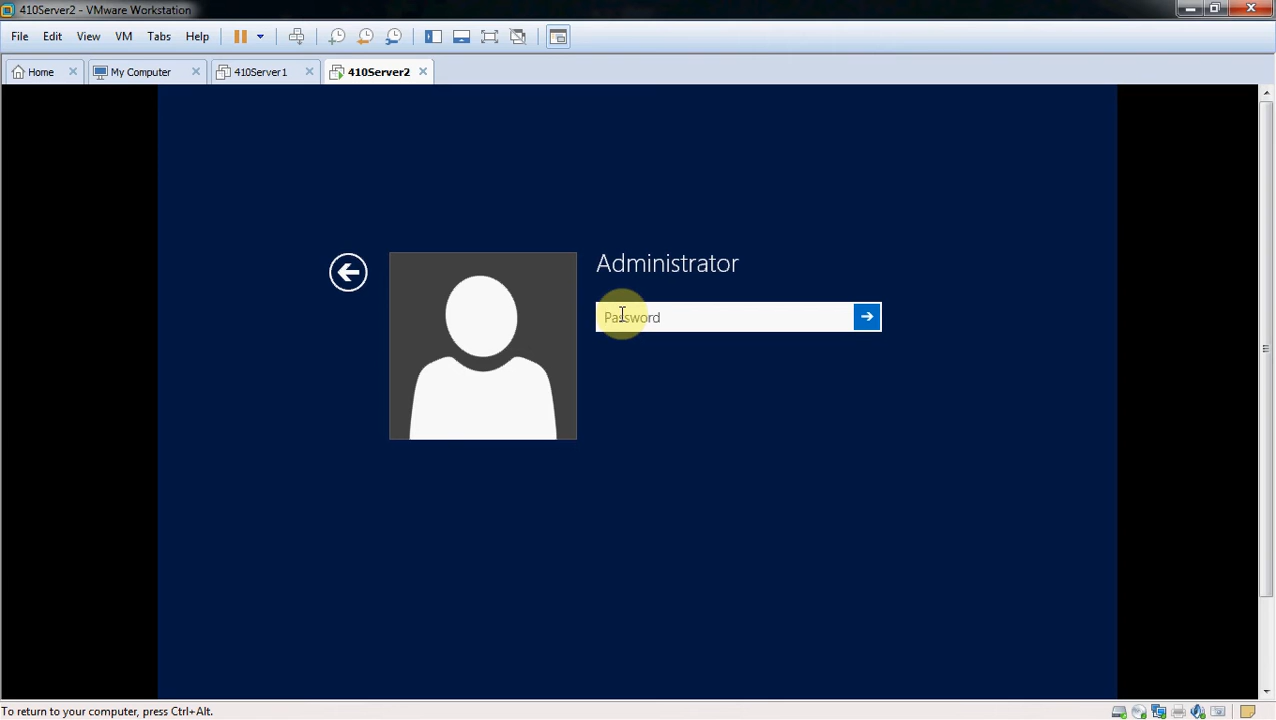 410Server2 - VMware Workstation
File Edit View VM Tabs Help
Home My Computer 410Server1 410Server2
Administrator
Password
To return to your computer, press Ctrl+Alt.